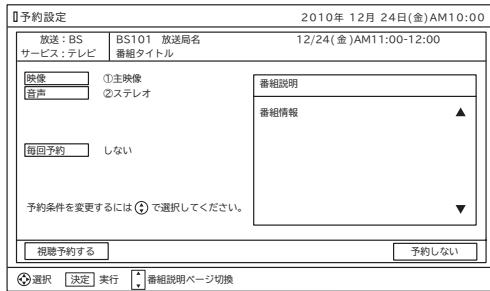 予約設定 2010年 12月 24日(金)AM10:00
放送:BS BS101 放送局名 12/24(金)AM11:00-12:00
サービス:テレビ 番組タイトル
映像 ①主映像
音声 ②ステレオ
番組説明
番組情報
毎回予約 しない
予約条件を変更するには で選択してください。
視聴予約する 予約しない
選択 決定 実行 番組説明ページ切換